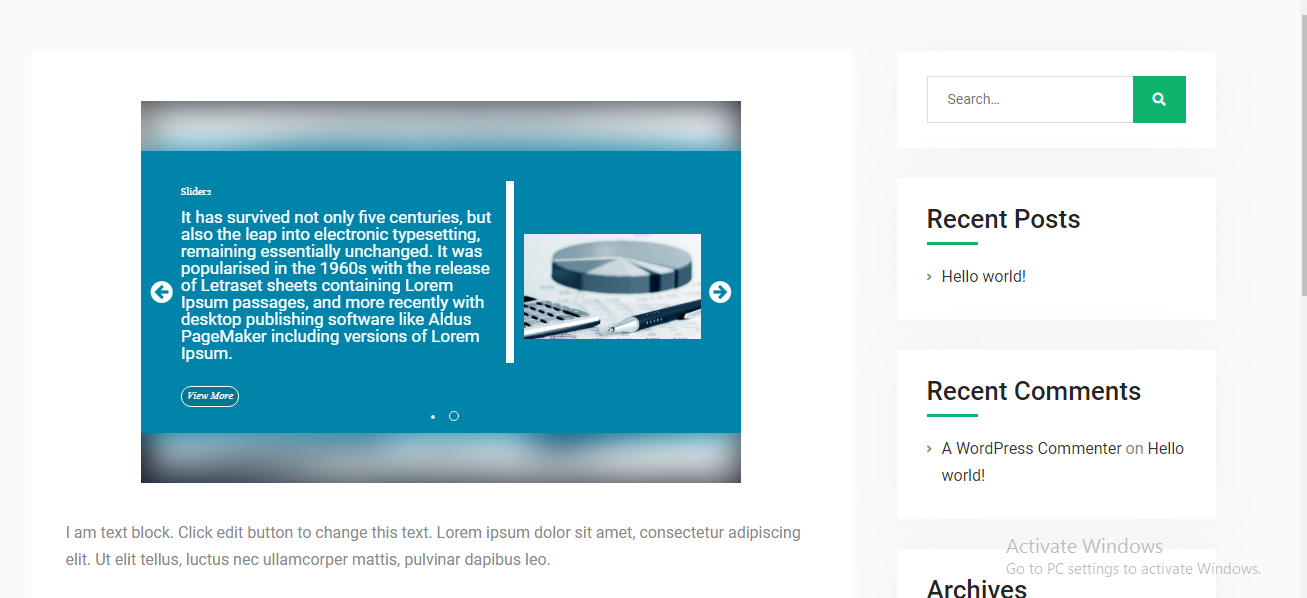 Slider2
It has survived not only five centuries, but
also the leap into electronic typesetting,
remaining essentially unchanged. It was
popularised in the 1960s with the release
of Letraset sheets containing Lorem
Ipsum passages, and more recently with
desktop publishing software like Aldus
PageMaker including versions of Lorem
Ipsum.
View More
I am text block. Click edit button to change this text. Lorem ipsum dolor sit amet, consectetur adipiscing
elit. Ut elit tellus, luctus nec ullamcorper mattis, pulvinar dapibus leo.
Search…
Recent Posts
Hello world!
Recent Comments
A WordPress Commenter on Hello
world!
Archives
Activate Windows
Go to PC settings to activate Windows.